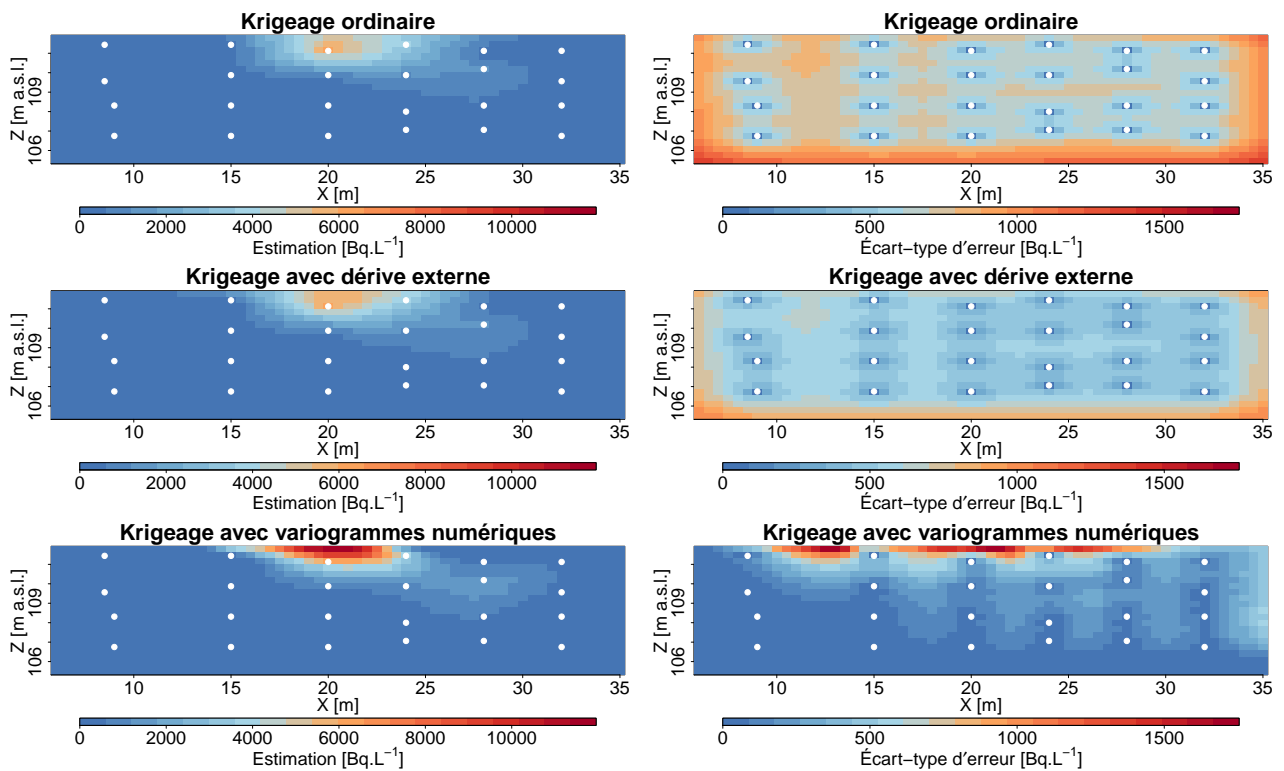 Krigeage ordinaire
Z [m a.s.l.]
109
106
10 15 20 25 30 35
X [m]
0 2000 4000 6000 8000 10000
Estimation [Bq.L⁻¹]
Krigeage ordinaire
Z [m a.s.l.]
109
106
10 15 20 25 30 35
X [m]
0 500 1000 1500
Écart−type d'erreur [Bq.L⁻¹]
Krigeage avec dérive externe
Z [m a.s.l.]
109
106
10 15 20 25 30 35
X [m]
0 2000 4000 6000 8000 10000
Estimation [Bq.L⁻¹]
Krigeage avec dérive externe
Z [m a.s.l.]
109
106
10 15 20 25 30 35
X [m]
0 500 1000 1500
Écart−type d'erreur [Bq.L⁻¹]
Krigeage avec variogrammes numériques
Z [m a.s.l.]
109
106
10 15 20 25 30 35
X [m]
0 2000 4000 6000 8000 10000
Estimation [Bq.L⁻¹]
Krigeage avec variogrammes numériques
Z [m a.s.l.]
109
106
10 15 20 25 30 35
X [m]
0 500 1000 1500
Écart−type d'erreur [Bq.L⁻¹]